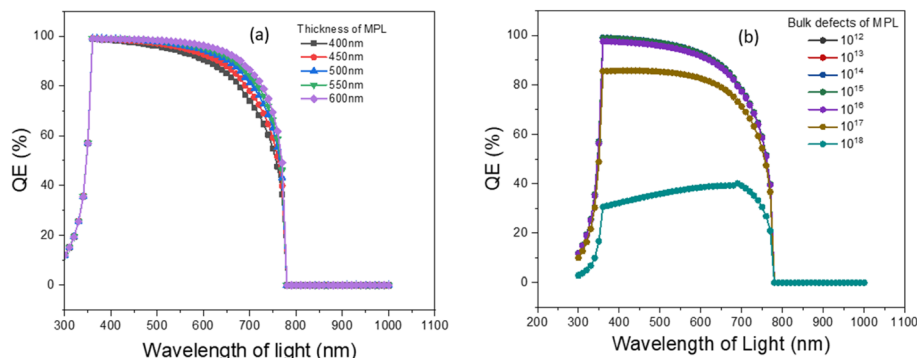 (a)
Thickness of MPL
400nm
450nm
500nm
550nm
600nm
QE (%)
100
80
60
40
20
0
300 400 500 600 700 800 900 1000 1100
Wavelength of light (nm)
(b)
Bulk defects of MPL
10¹²
10¹³
10¹⁴
10¹⁵
10¹⁶
10¹⁷
10¹⁸
QE (%)
100
80
60
40
20
0
200 300 400 500 600 700 800 900 1000 1100
Wavelength of Light (nm)